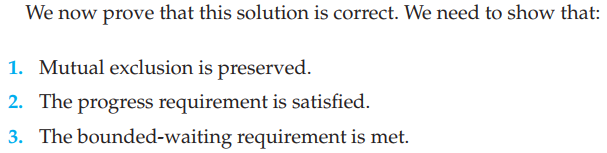 We now prove that this solution is correct. We need to show that:
1. Mutual exclusion is preserved.
2. The progress requirement is satisfied.
3. The bounded-waiting requirement is met.